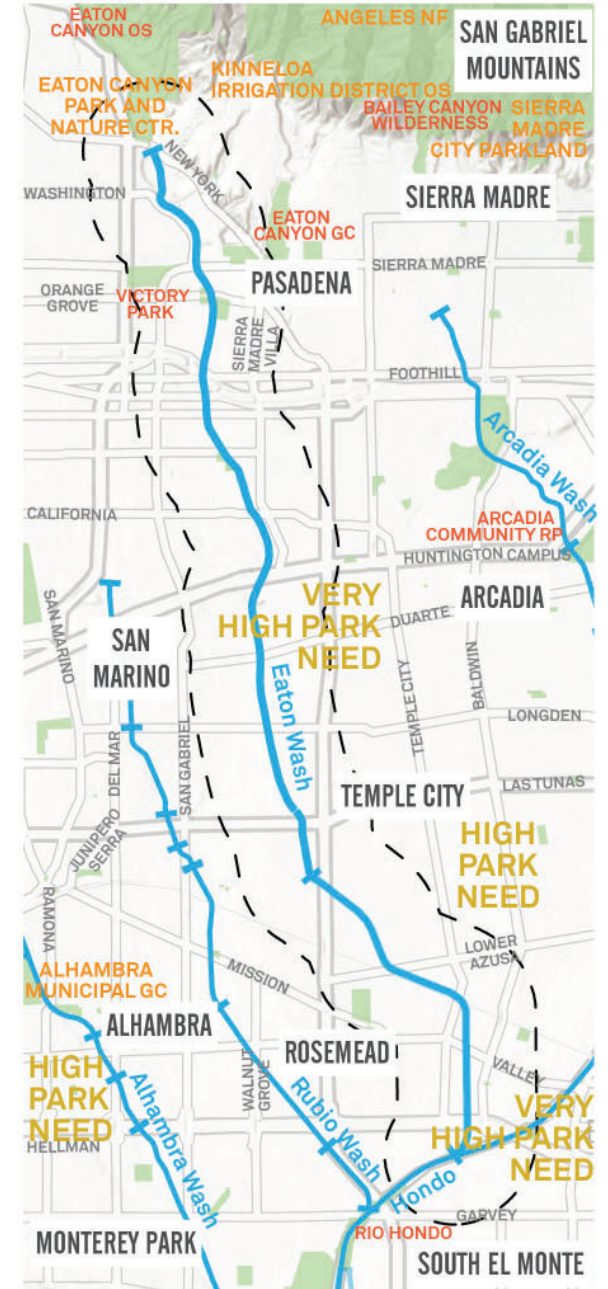 EATON
CANYON OS
ANGELES NF
SAN GABRIEL
MOUNTAINS
EATON CANYON
PARK AND
NATURE CTR.
KINNELOA
IRRIGATION DISTRICT OS
BAILEY CANYON
WILDERNESS
SIERRA
MADRE
CITY PARKLAND
NEW YORK
WASHINGTON
SIERRA MADRE
EATON
CANYON GC
SIERRA MADRE
PASADENA
ORANGE
GROVE
VICTORY
PARK
SIERRA
MADRE
VILLA
FOOTHILL
Arcadia Wash
CALIFORNIA
ARCADIA
COMMUNITY RP
HUNTINGTON CAMPUS
VERY
HIGH PARK
NEED
ARCADIA
DUARTE
SAN MARINO
SAN
MARINO
Eaton Wash
TEMPLE CITY
BALDWIN
LONGDEN
DEL MAR
SAN GABRIEL
LAS TUNAS
TEMPLE CITY
JUNIPERO
SERRA
HIGH
PARK
NEED
RAMONA
LOWER
AZUSA
MISSION
ALHAMBRA
MUNICIPAL GC
ALHAMBRA
ROSEMEAD
HIGH
PARK
NEED
Alhambra Wash
WALNUT
GROVE
Rubio Wash
VALLEY
VERY
HIGH PARK
NEED
HELLMAN
Hondo
GARVEY
RIO HONDO
MONTEREY PARK
SOUTH EL MONTE